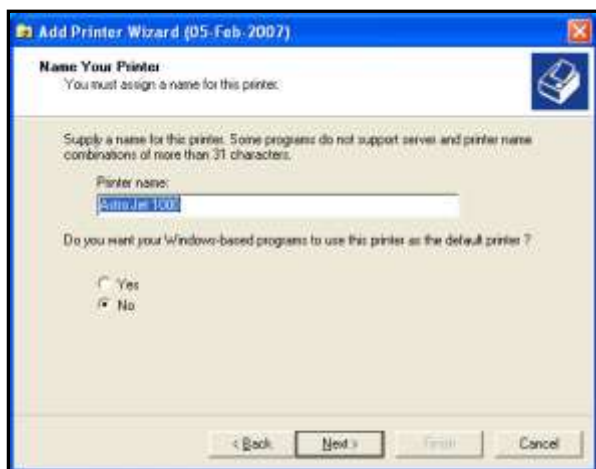 Add Printer Wizard (05-Feb-2007)
Name Your Printer
You must assign a name for this printer.
Supply a name for this printer. Some programs do not support server and printer name
combinations of more than 31 characters.
Printer name:
AstroJet 1000
Do you want your Windows-based programs to use this printer as the default printer ?
Yes
No
< Back
Next >
Finish
Cancel